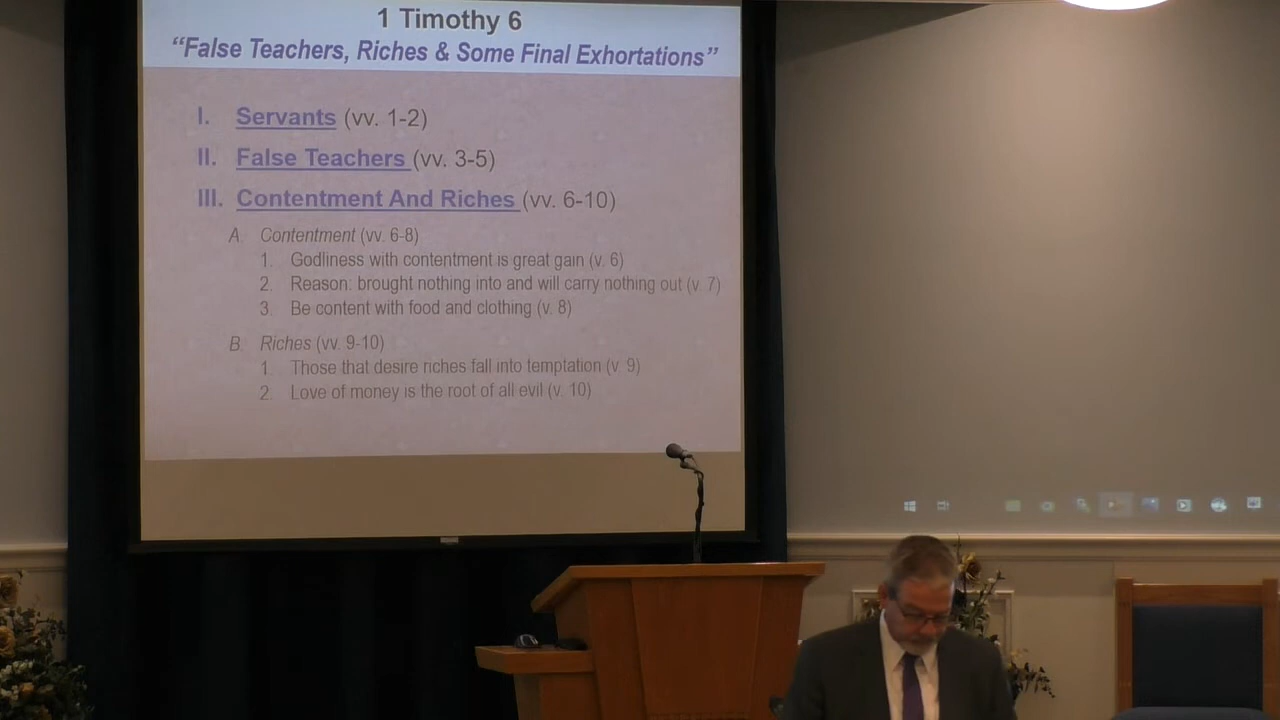 1 Timothy 6
“False Teachers, Riches & Some Final Exhortations”
I. Servants (vv. 1-2)
II. False Teachers (vv. 3-5)
III. Contentment And Riches (vv. 6-10)
A. Contentment (vv. 6-8)
1. Godliness with contentment is great gain (v. 6)
2. Reason: brought nothing into and will carry nothing out (v. 7)
3. Be content with food and clothing (v. 8)
B. Riches (vv. 9-10)
1. Those that desire riches fall into temptation (v. 9)
2. Love of money is the root of all evil (v. 10)